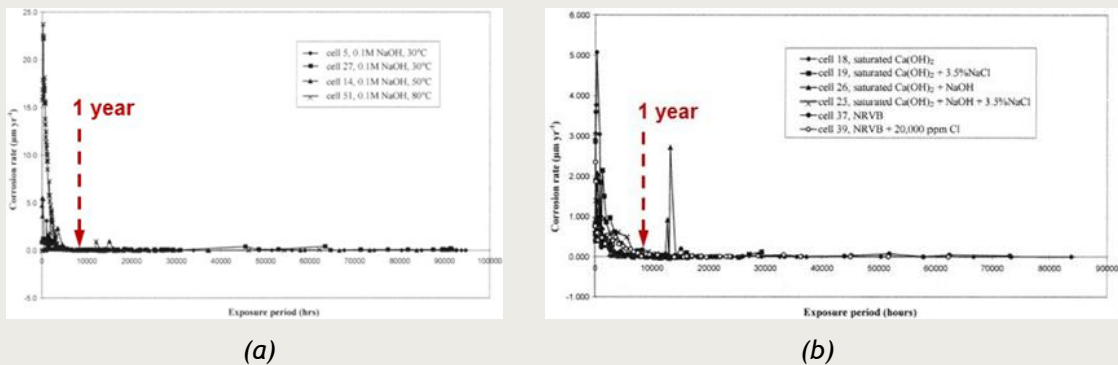 25.0
20.0
15.0
10.0
5.0
0.0
-5.0
Corrosion rate (µm yr⁻¹)
cell 5, 0.1M NaOH, 30°C
cell 27, 0.1M NaOH, 30°C
cell 14, 0.1M NaOH, 50°C
cell 51, 0.1M NaOH, 80°C
1 year
0 10000 20000 30000 40000 50000 60000 70000 80000 90000 100000
Exposure period (hrs)
(a)
6.000
5.000
4.000
3.000
2.000
1.000
0.000
-1.000
Corrosion rate (µm yr⁻¹)
cell 18, saturated Ca(OH)₂
cell 19, saturated Ca(OH)₂ + 3.5%NaCl
cell 26, saturated Ca(OH)₂ + NaOH
cell 25, saturated Ca(OH)₂ + NaOH + 3.5%NaCl
cell 37, NRVB
cell 39, NRVB + 20,000 ppm Cl
1 year
0 10000 20000 30000 40000 50000 60000 70000 80000 90000
Exposure period (hours)
(b)